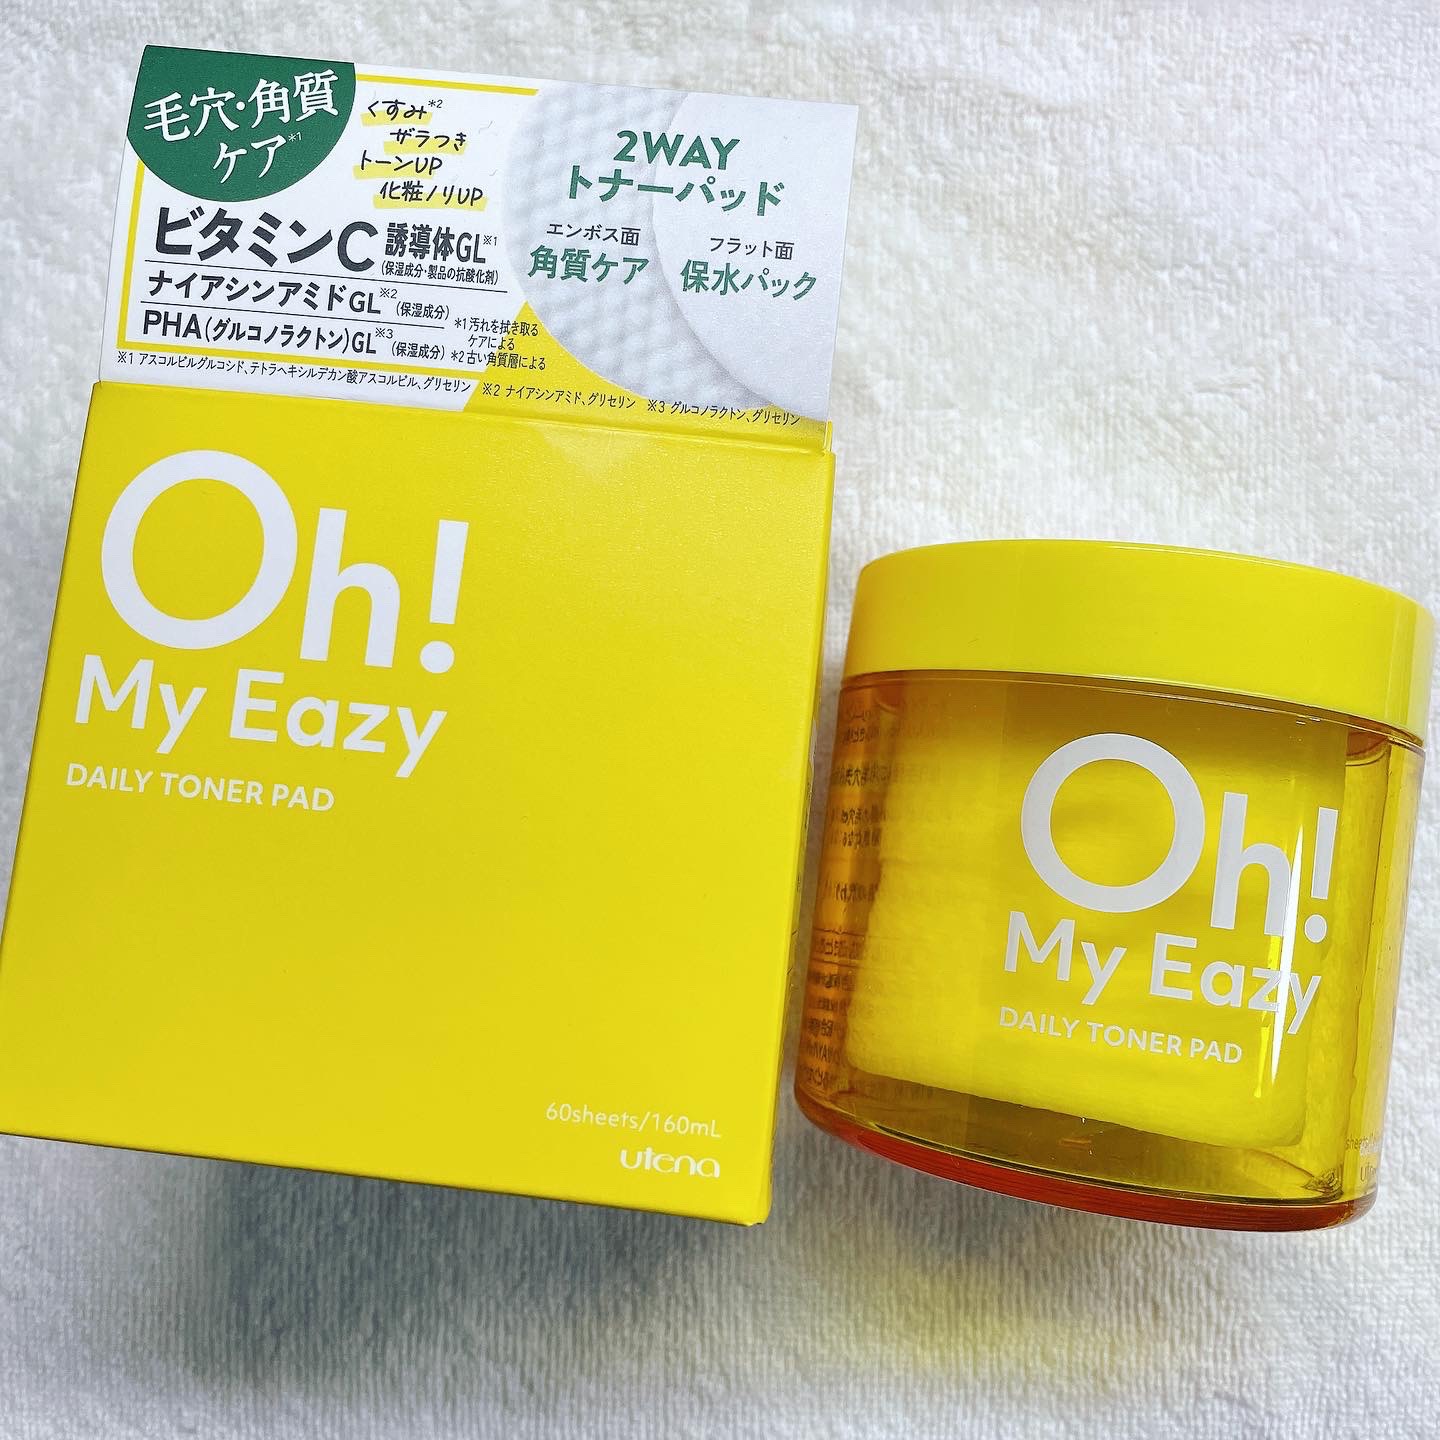 毛穴・角質
ケア*1
くすみ*2
ザラつき
トーンUP
化粧ノリUP
ビタミンC誘導体GL※1
(保湿成分・製品の抗酸化剤)
ナイアシンアミドGL※2(保湿成分)
PHA(グルコノラクトン)GL※3(保湿成分)
*1 汚れを拭き取る
ケアによる
*2 古い角質層による
※1 アスコルビルグルコシド、テトラヘキシルデカン酸アスコルビル、グリセリン ※2 ナイアシンアミド、グリセリン ※3 グルコノラクトン、グリセリン
2WAY
トナーパッド
エンボス面
角質ケア
フラット面
保水パック
Oh!
My Eazy
DAILY TONER PAD
60sheets/160mL
utena
Oh!
My Eazy
DAILY TONER PAD